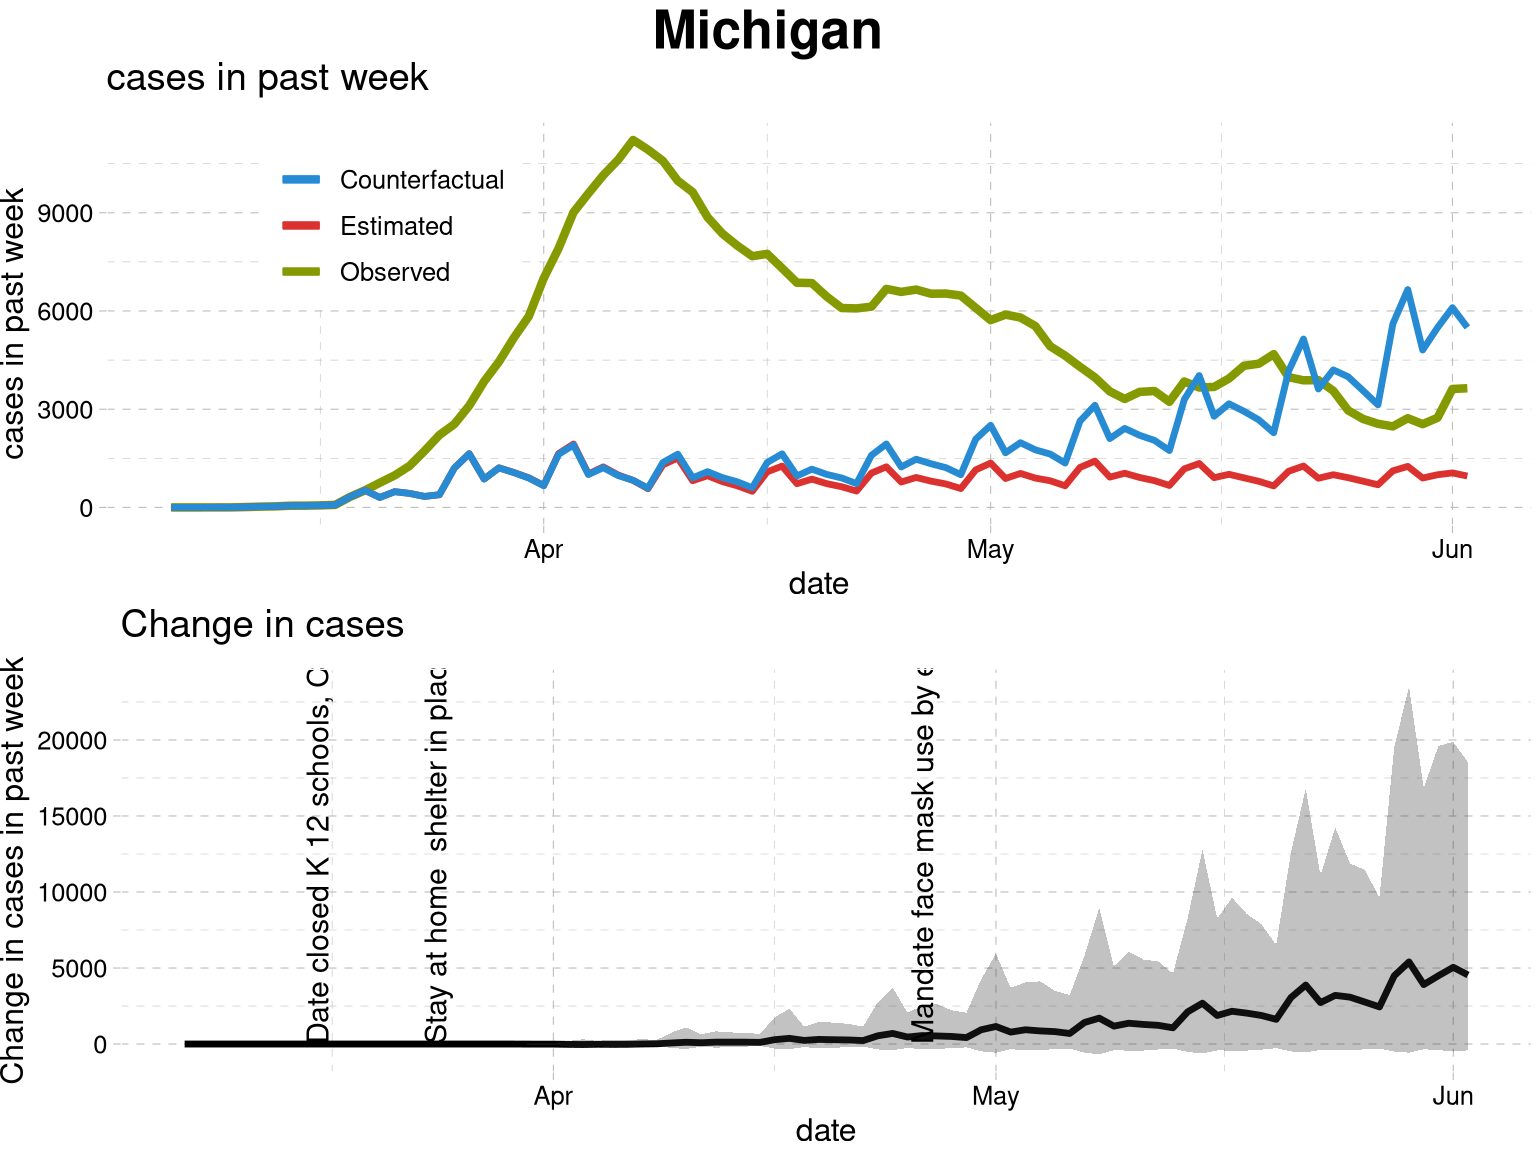 Michigan
cases in past week
cases in past week
9000
6000
3000
0
Counterfactual
Estimated
Observed
Apr
May
Jun
date
Change in cases
Change in cases in past week
20000
15000
10000
5000
0
Date closed K 12 schools, C
Stay at home  shelter in plac
Mandate face mask use by e
Apr
May
Jun
date